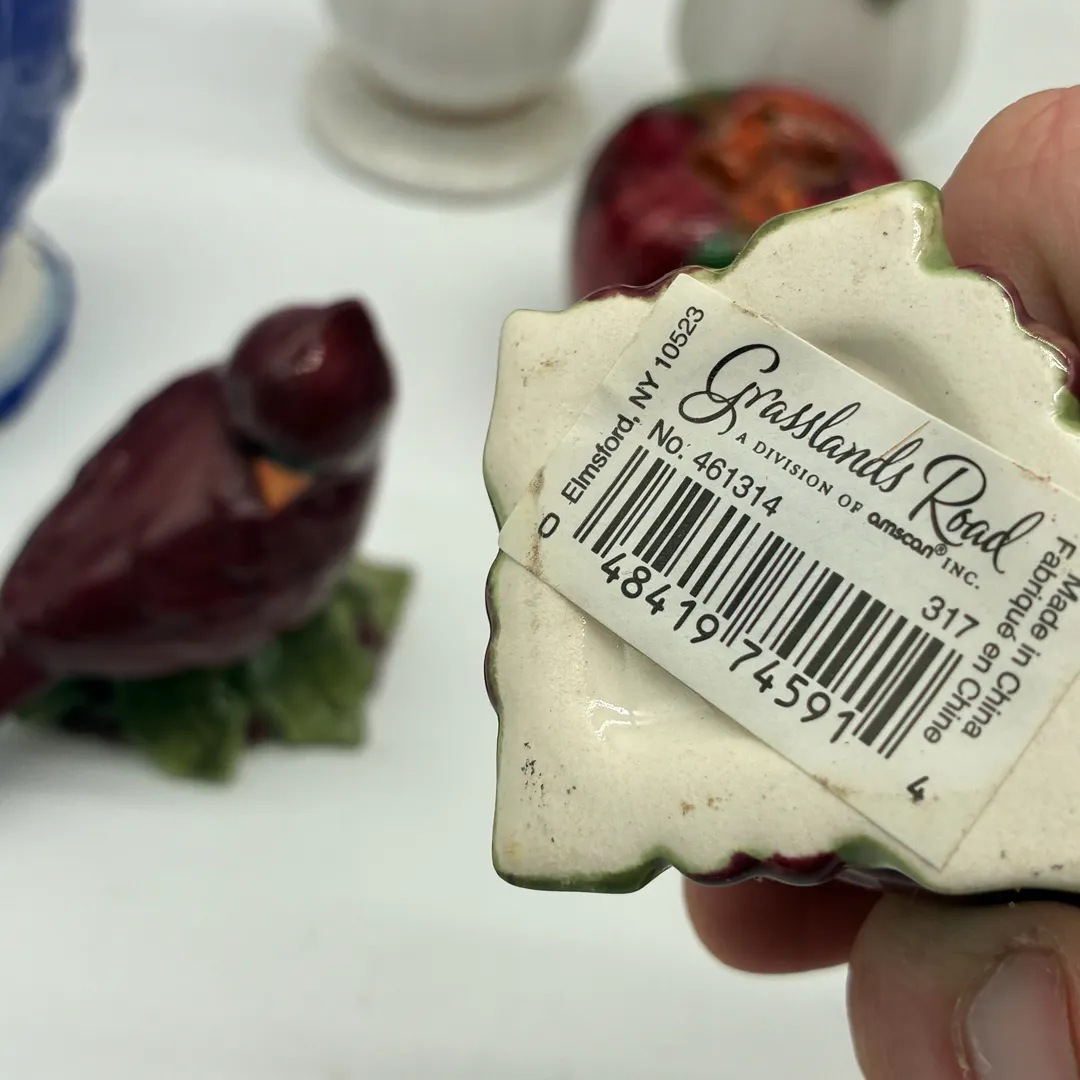 Grasslands Road
A DIVISION OF amscan® INC.
No. 461314
317
0 48419 74591 4
Elmsford, NY 10523
Made in China
Fabriqué en Chine